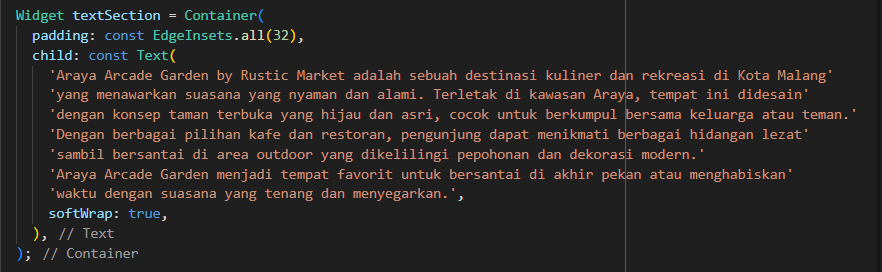 Widget textSection = Container(
  padding: const EdgeInsets.all(32),
  child: const Text(
    'Araya Arcade Garden by Rustic Market adalah sebuah destinasi kuliner dan rekreasi di Kota Malang'
    'yang menawarkan suasana yang nyaman dan alami. Terletak di kawasan Araya, tempat ini didesain'
    'dengan konsep taman terbuka yang hijau dan asri, cocok untuk berkumpul bersama keluarga atau teman.'
    'Dengan berbagai pilihan kafe dan restoran, pengunjung dapat menikmati berbagai hidangan lezat'
    'sambil bersantai di area outdoor yang dikelilingi pepohonan dan dekorasi modern.'
    'Araya Arcade Garden menjadi tempat favorit untuk bersantai di akhir pekan atau menghabiskan'
    'waktu dengan suasana yang tenang dan menyegarkan.',
    softWrap: true,
  ), // Text
); // Container